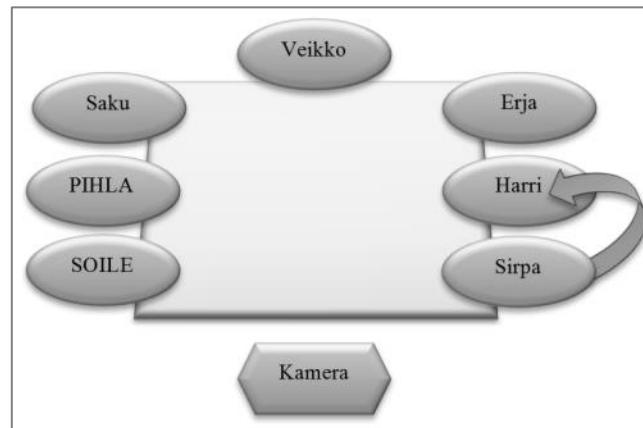 Veikko
Saku
Erja
PIHLA
Harri
SOILE
Sirpa
Kamera